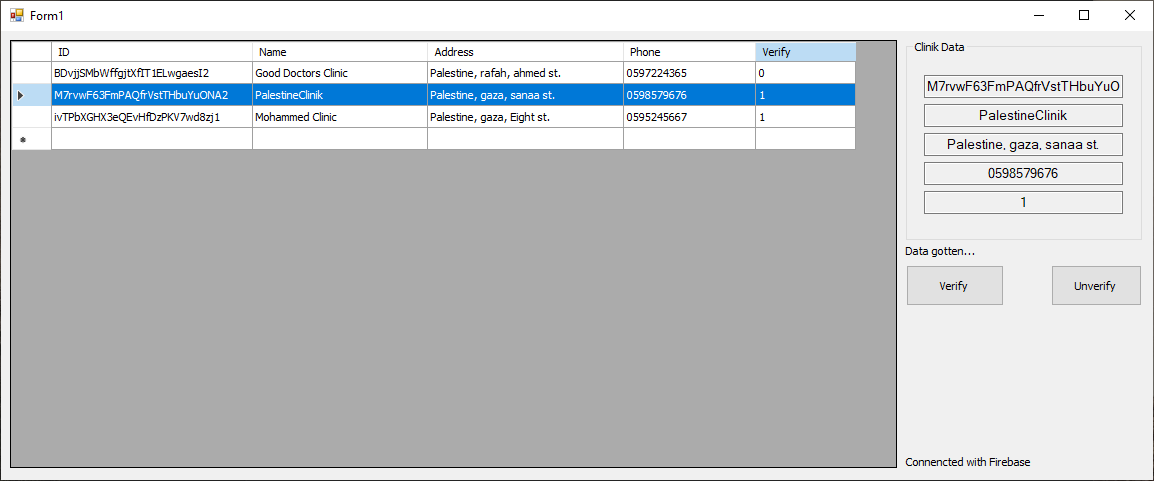 Form1
ID Name Address Phone Verify
BDvjjSMbWffgjtXfIT1ELwgaesI2 Good Doctors Clinic Palestine, rafah, ahmed st. 0597224365 0
M7rvwF63FmPAQfrVstTHbuYuONA2 PalestineClinik Palestine, gaza, sanaa st. 0598579676 1
ivTPbXGHX3eQEvHfDzPKV7wd8zj1 Mohammed Clinic Palestine, gaza, Eight st. 0595245667 1
Clinik Data
M7rvwF63FmPAQfrVstTHbuYuO
PalestineClinik
Palestine, gaza, sanaa st.
0598579676
1
Data gotten...
Verify Unverify
Connencted with Firebase